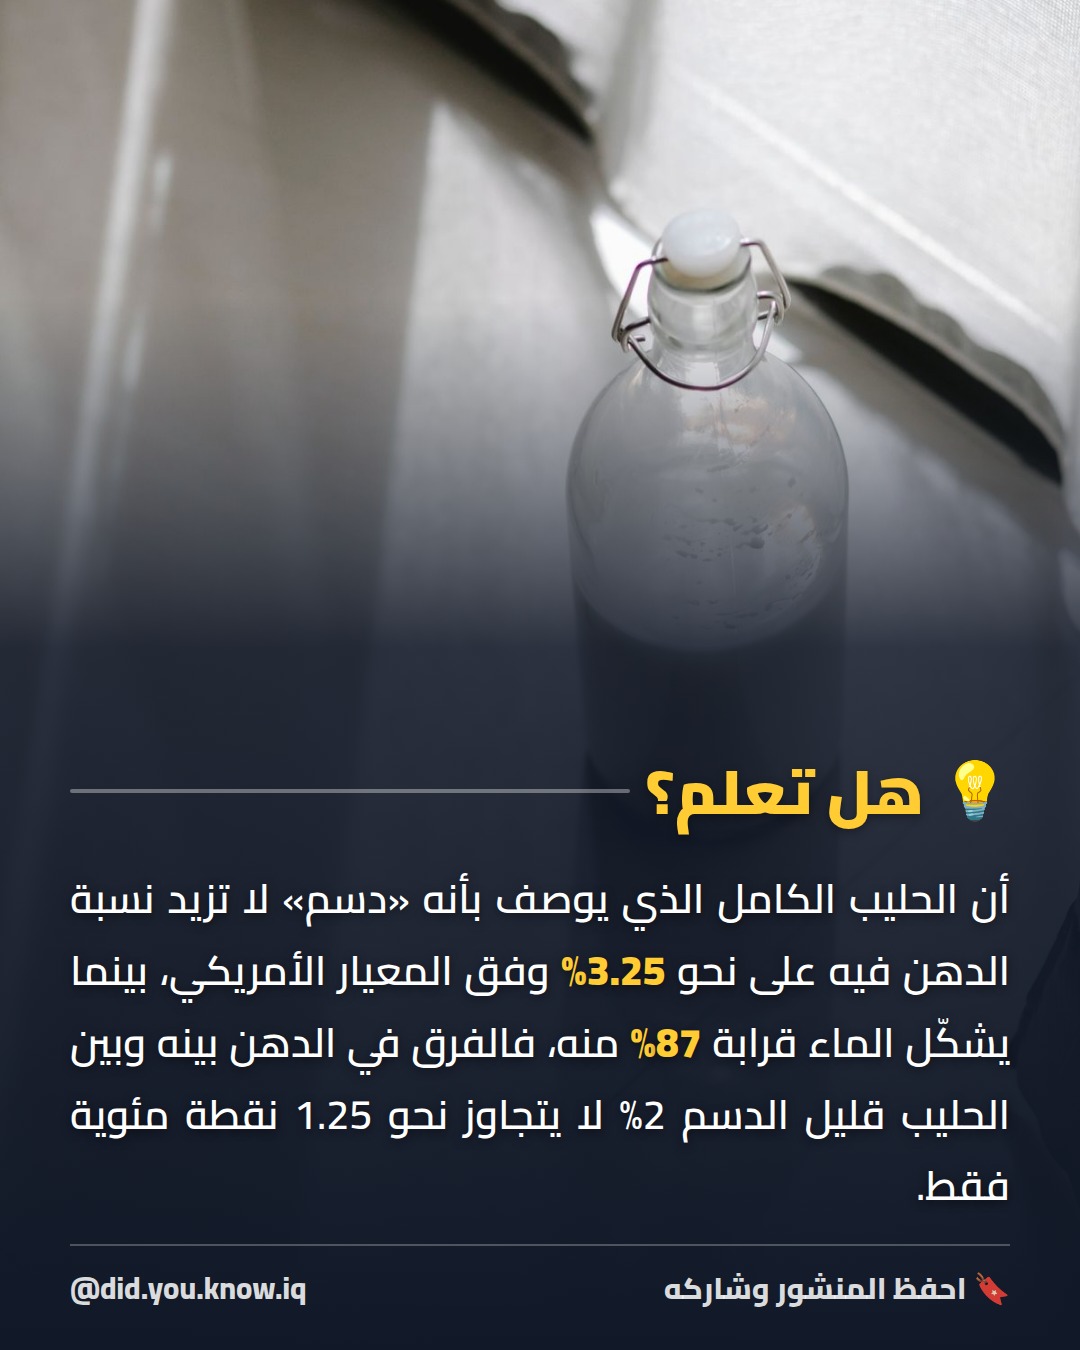 💡 هل تعلم؟
أن الحليب الكامل الذي يوصف بأنه «دسم» لا تزيد نسبة
الدهن فيه على نحو 3.25% وفق المعيار الأمريكي، بينما
يشكّل الماء قرابة 87% منه، فالفرق في الدهن بينه وبين
الحليب قليل الدسم 2% لا يتجاوز نحو 1.25 نقطة مئوية
فقط.
🔖 احفظ المنشور وشاركه
@did.you.know.iq